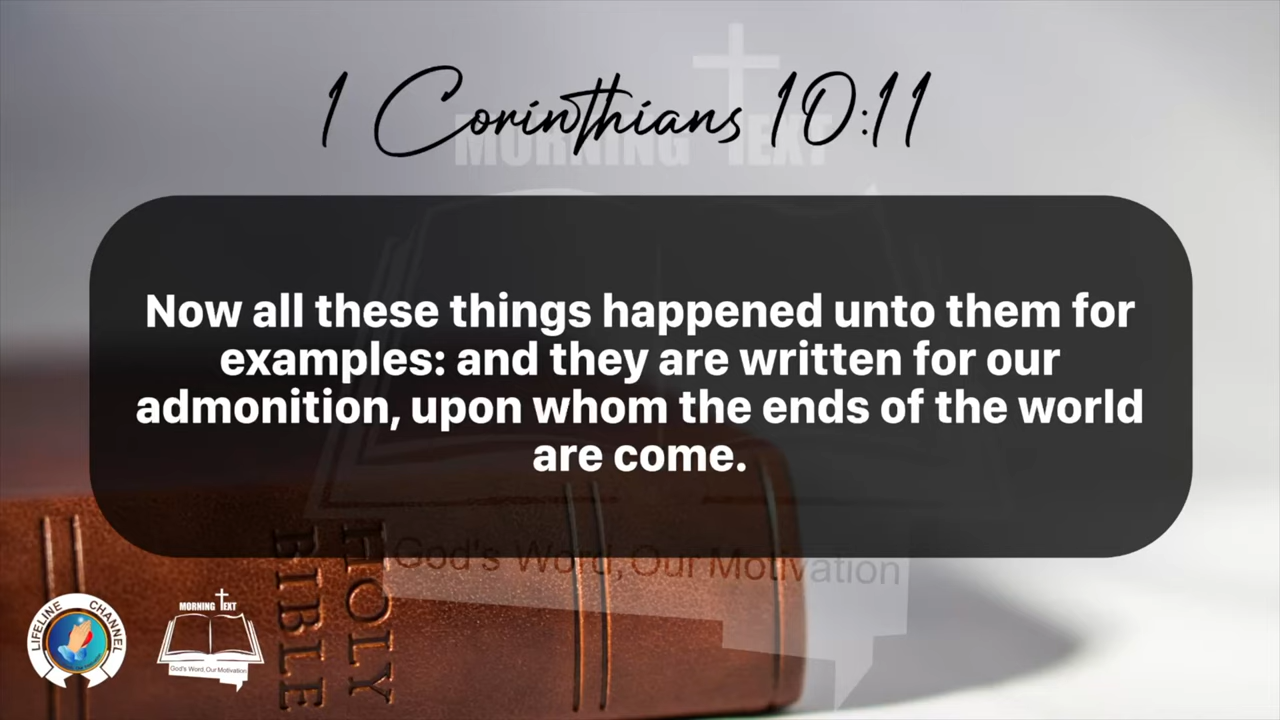 1 Corinthians 10:11
MORNING TEXT
Now all these things happened unto them for
examples: and they are written for our
admonition, upon whom the ends of the world
are come.
God's Word, Our Motivation
HOLY
BIBLE
LIFELINE CHANNEL
MORNING TEXT
God's Word, Our Motivation